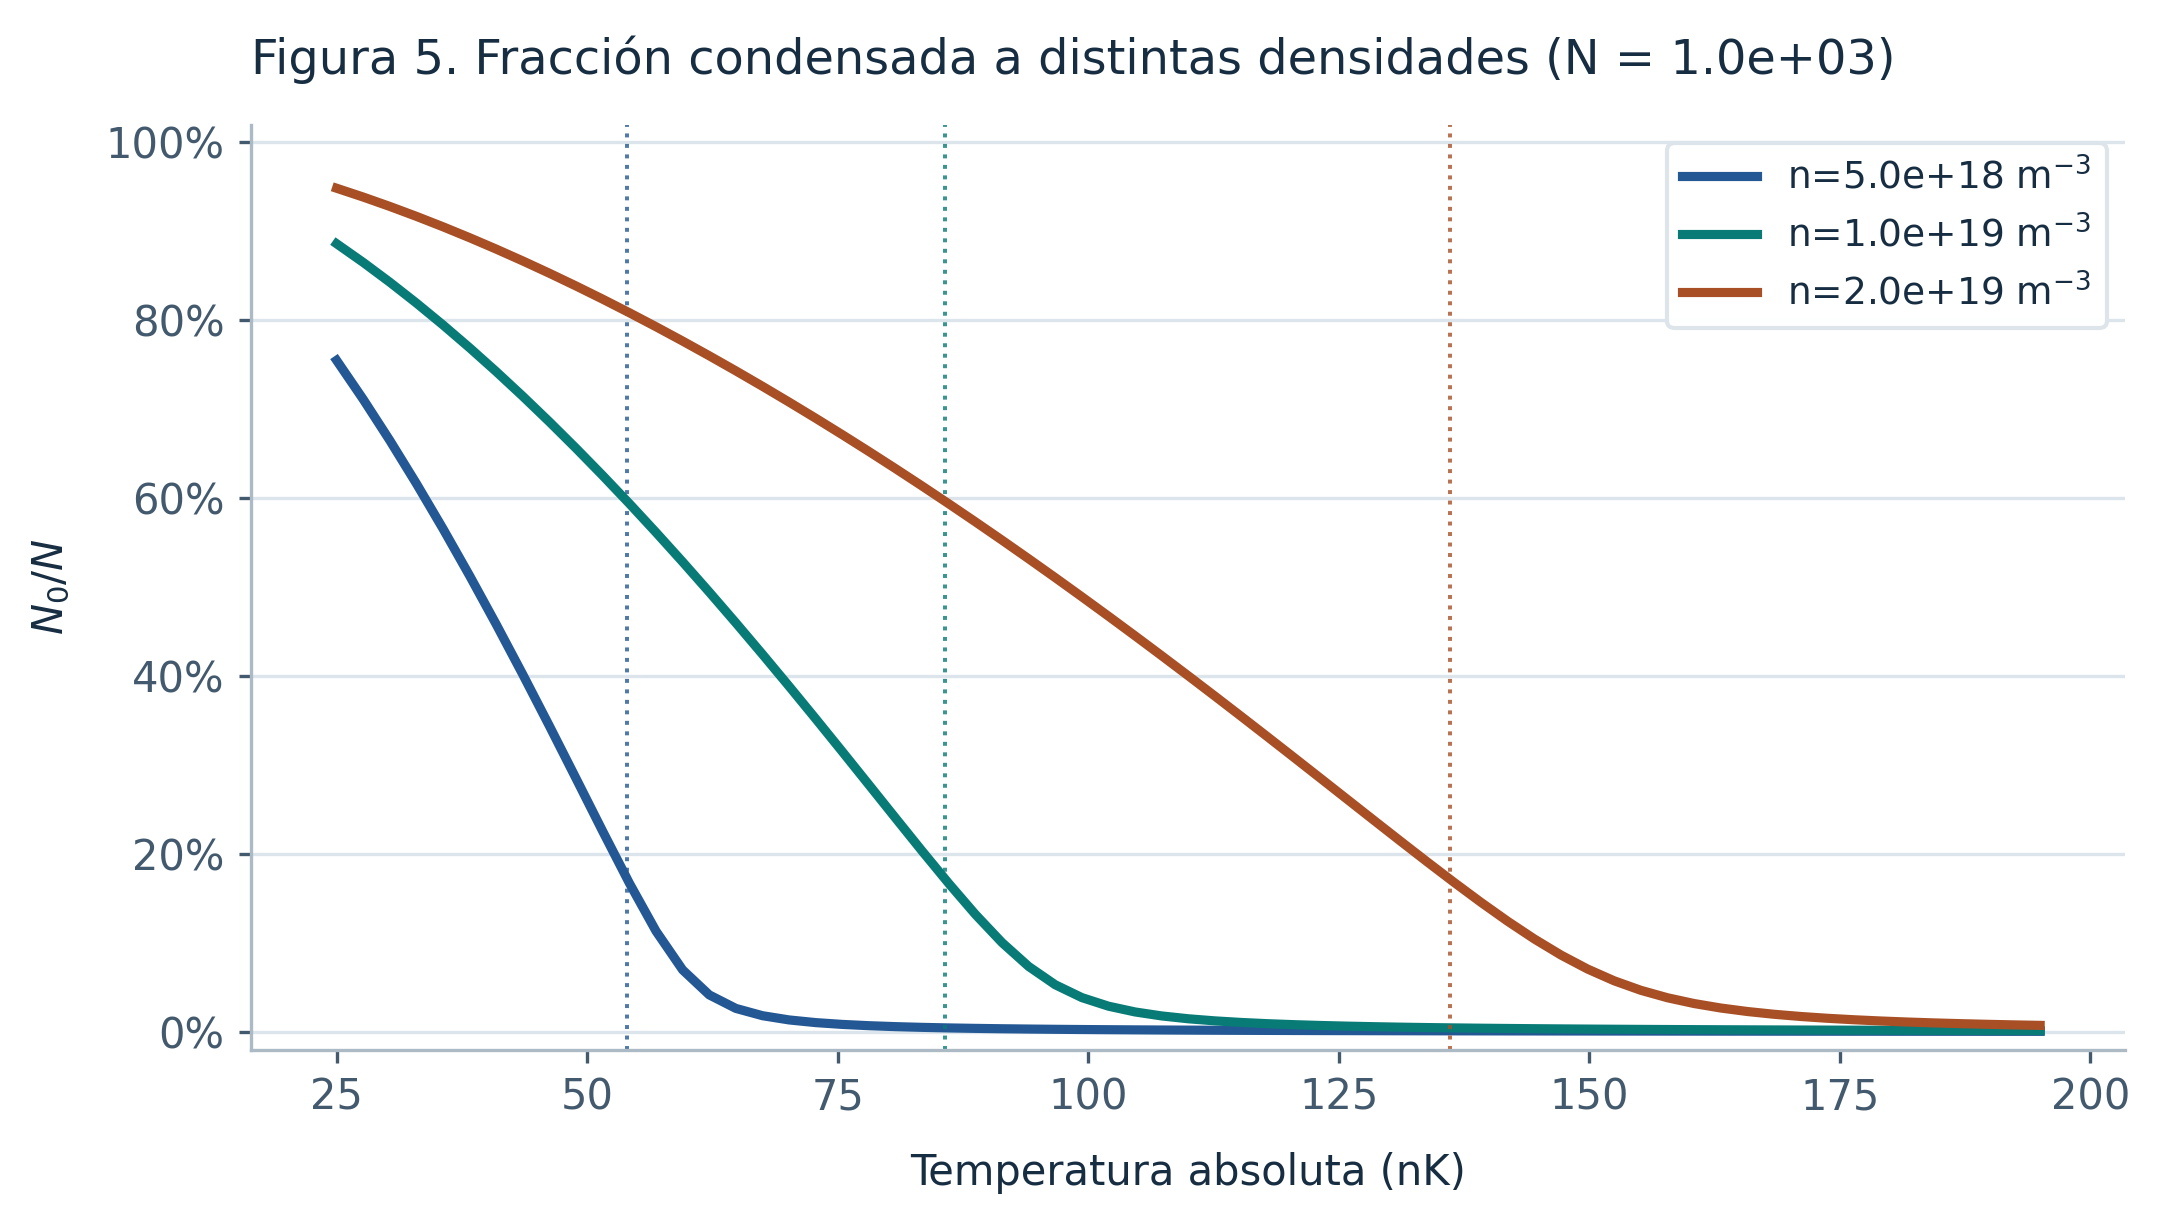 Figura 5. Fracción condensada a distintas densidades (N = 1.0e+03)
100%
80%
60%
40%
20%
0%
N₀/N
n=5.0e+18 m⁻³
n=1.0e+19 m⁻³
n=2.0e+19 m⁻³
25 50 75 100 125 150 175 200
Temperatura absoluta (nK)